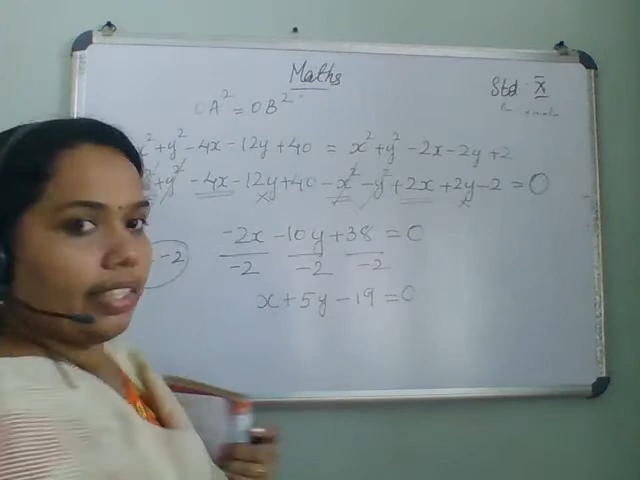 Maths
Std X
OA² = OB²
x² + y² - 4x - 12y + 40 = x² + y² - 2x - 2y + 2
+ y² - 4x - 12y + 40 - x² - y² + 2x + 2y - 2 = 0
-2x - 10y + 38 = 0
-2 -2 -2
-2
x + 5y - 19 = 0